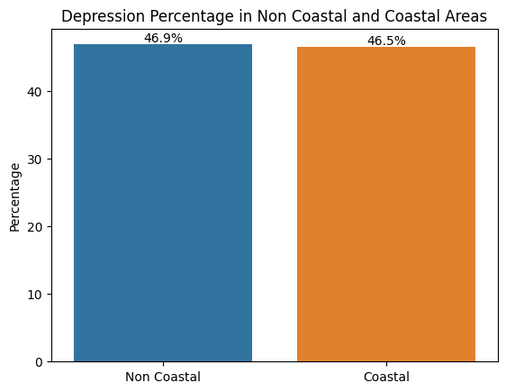 Depression Percentage in Non Coastal and Coastal Areas
46.9%
46.5%
Percentage
40
30
20
10
0
Non Coastal
Coastal